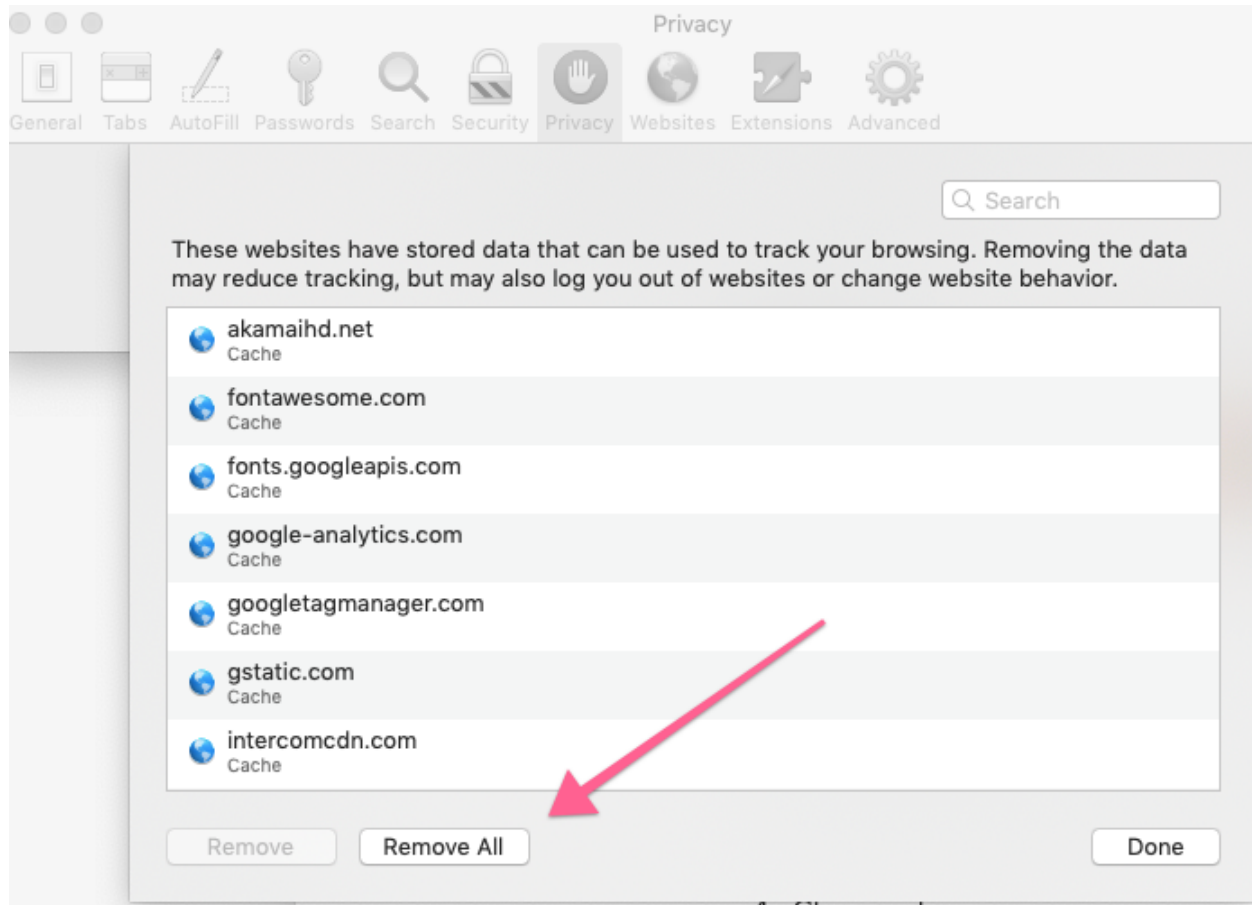 Privacy
General Tabs AutoFill Passwords Search Security Privacy Websites Extensions Advanced
Search
These websites have stored data that can be used to track your browsing. Removing the data
may reduce tracking, but may also log you out of websites or change website behavior.
akamaihd.net
Cache
fontawesome.com
Cache
fonts.googleapis.com
Cache
google-analytics.com
Cache
googletagmanager.com
Cache
gstatic.com
Cache
intercomcdn.com
Cache
Remove Remove All Done